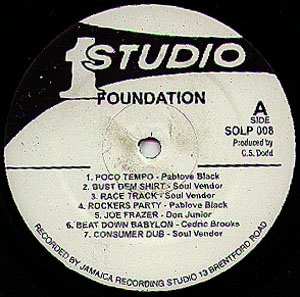 1 STUDIO
FOUNDATION
A
SIDE
SOLP 008
Produced by
C.S. Dodd
1. POCO TEMPO - Pablove Black
2. BUST DEM SHIRT - Soul Vendor
3. RACE TRACK - Soul Vendor
4. ROCKERS PARTY - Pablove Black
5. JOE FRAZER - Don Junior
6. BEAT DOWN BABYLON - Cedric Brooks
7. CONSUMER DUB - Soul Vendor
RECORDED BY JAMAICA RECORDING STUDIO 13 BRENTFORD ROAD